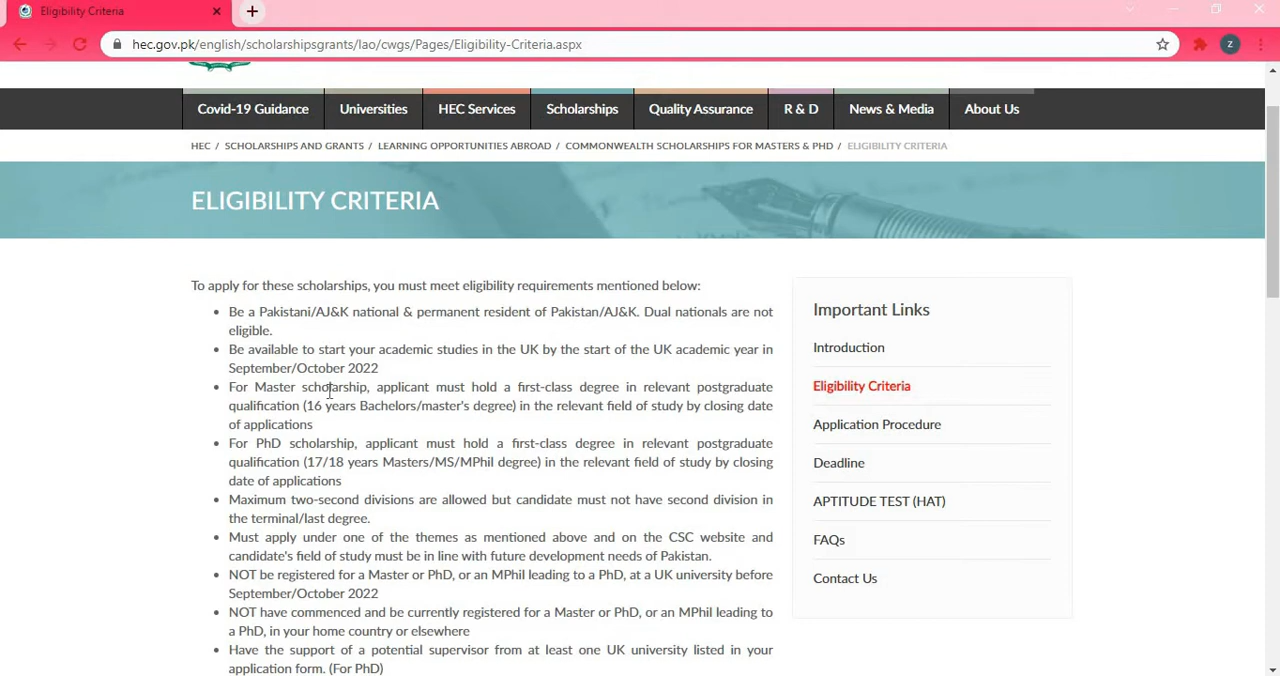 Eligibility Criteria
hec.gov.pk/english/scholarshipsgrants/lao/cwgs/Pages/Eligibility-Criteria.aspx
Z
Covid-19 Guidance Universities HEC Services Scholarships Quality Assurance R & D News & Media About Us
HEC / SCHOLARSHIPS AND GRANTS / LEARNING OPPORTUNITIES ABROAD / COMMONWEALTH SCHOLARSHIPS FOR MASTERS & PHD / ELIGIBILITY CRITERIA
ELIGIBILITY CRITERIA
To apply for these scholarships, you must meet eligibility requirements mentioned below:
• Be a Pakistani/AJ&K national & permanent resident of Pakistan/AJ&K. Dual nationals are not
eligible.
• Be available to start your academic studies in the UK by the start of the UK academic year in
September/October 2022
• For Master scholarship, applicant must hold a first-class degree in relevant postgraduate
qualification (16 years Bachelors/master's degree) in the relevant field of study by closing date
of applications
• For PhD scholarship, applicant must hold a first-class degree in relevant postgraduate
qualification (17/18 years Masters/MS/MPhil degree) in the relevant field of study by closing
date of applications
• Maximum two-second divisions are allowed but candidate must not have second division in
the terminal/last degree.
• Must apply under one of the themes as mentioned above and on the CSC website and
candidate's field of study must be in line with future development needs of Pakistan.
• NOT be registered for a Master or PhD, or an MPhil leading to a PhD, at a UK university before
September/October 2022
• NOT have commenced and be currently registered for a Master or PhD, or an MPhil leading to
a PhD, in your home country or elsewhere
• Have the support of a potential supervisor from at least one UK university listed in your
application form. (For PhD)
Important Links
Introduction
Eligibility Criteria
Application Procedure
Deadline
APTITUDE TEST (HAT)
FAQs
Contact Us